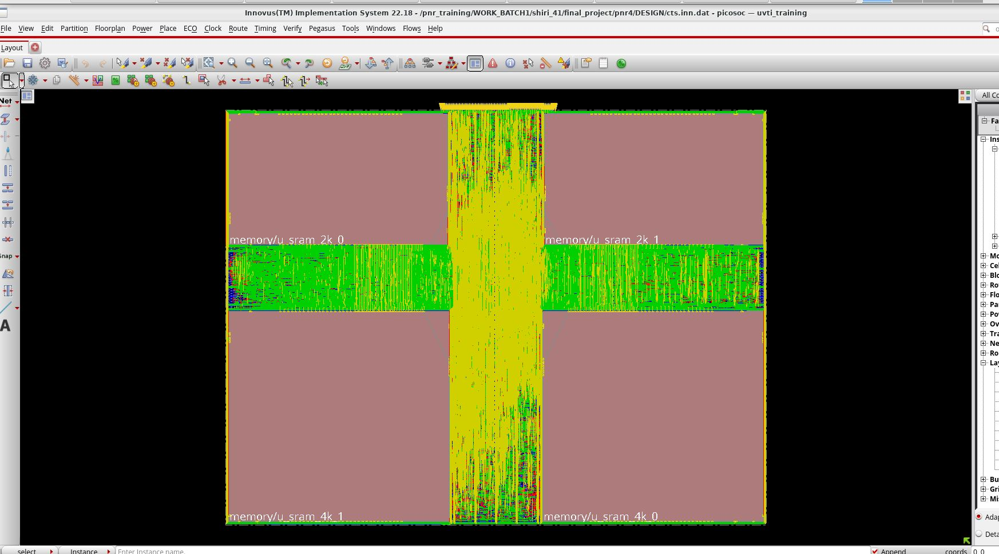 Innovus(TM) Implementation System 22.18 - /pnr_training/WORK_BATCH1/shiri_41/final_project/pnr4/DESIGN/cts.inn.dat - picosoc — uvti_training
File View Edit Partition Floorplan Power Place ECO Clock Route Timing Verify Pegasus Tools Windows Flows Help
Layout
Net
Snap
A
memory/u_sram_2k_0
memory/u_sram_2k_1
memory/u_sram_4k_1
memory/u_sram_4k_0
All Co
Fa
Ins
Mo
Cel
Blo
Ro
Flo
Par
Po
Ov
Tra
Ne
Ro
Lay
Bu
Gri
Mis
Adap
Deta
select Instance Enter Instance name. Append coords 0 0